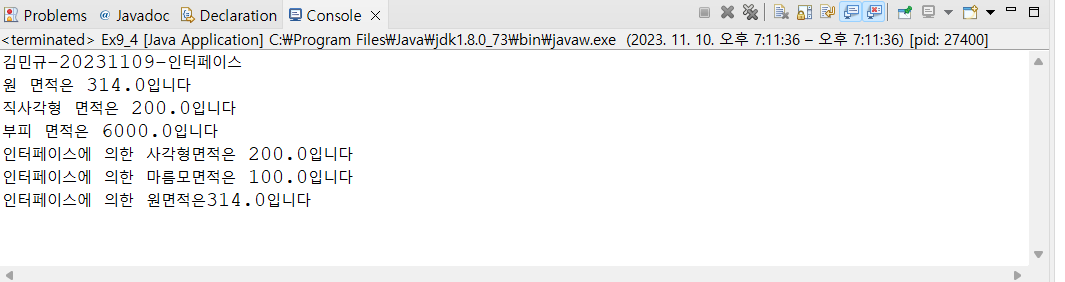 Problems @ Javadoc Declaration Console
<terminated> Ex9_4 [Java Application] C:₩Program Files₩Java₩jdk1.8.0_73₩bin₩javaw.exe (2023. 11. 10. 오후 7:11:36 – 오후 7:11:36) [pid: 27400]
김민규-20231109-인터페이스
원 면적은 314.0입니다
직사각형 면적은 200.0입니다
부피 면적은 6000.0입니다
인터페이스에 의한 사각형면적은 200.0입니다
인터페이스에 의한 마름모면적은 100.0입니다
인터페이스에 의한 원면적은314.0입니다